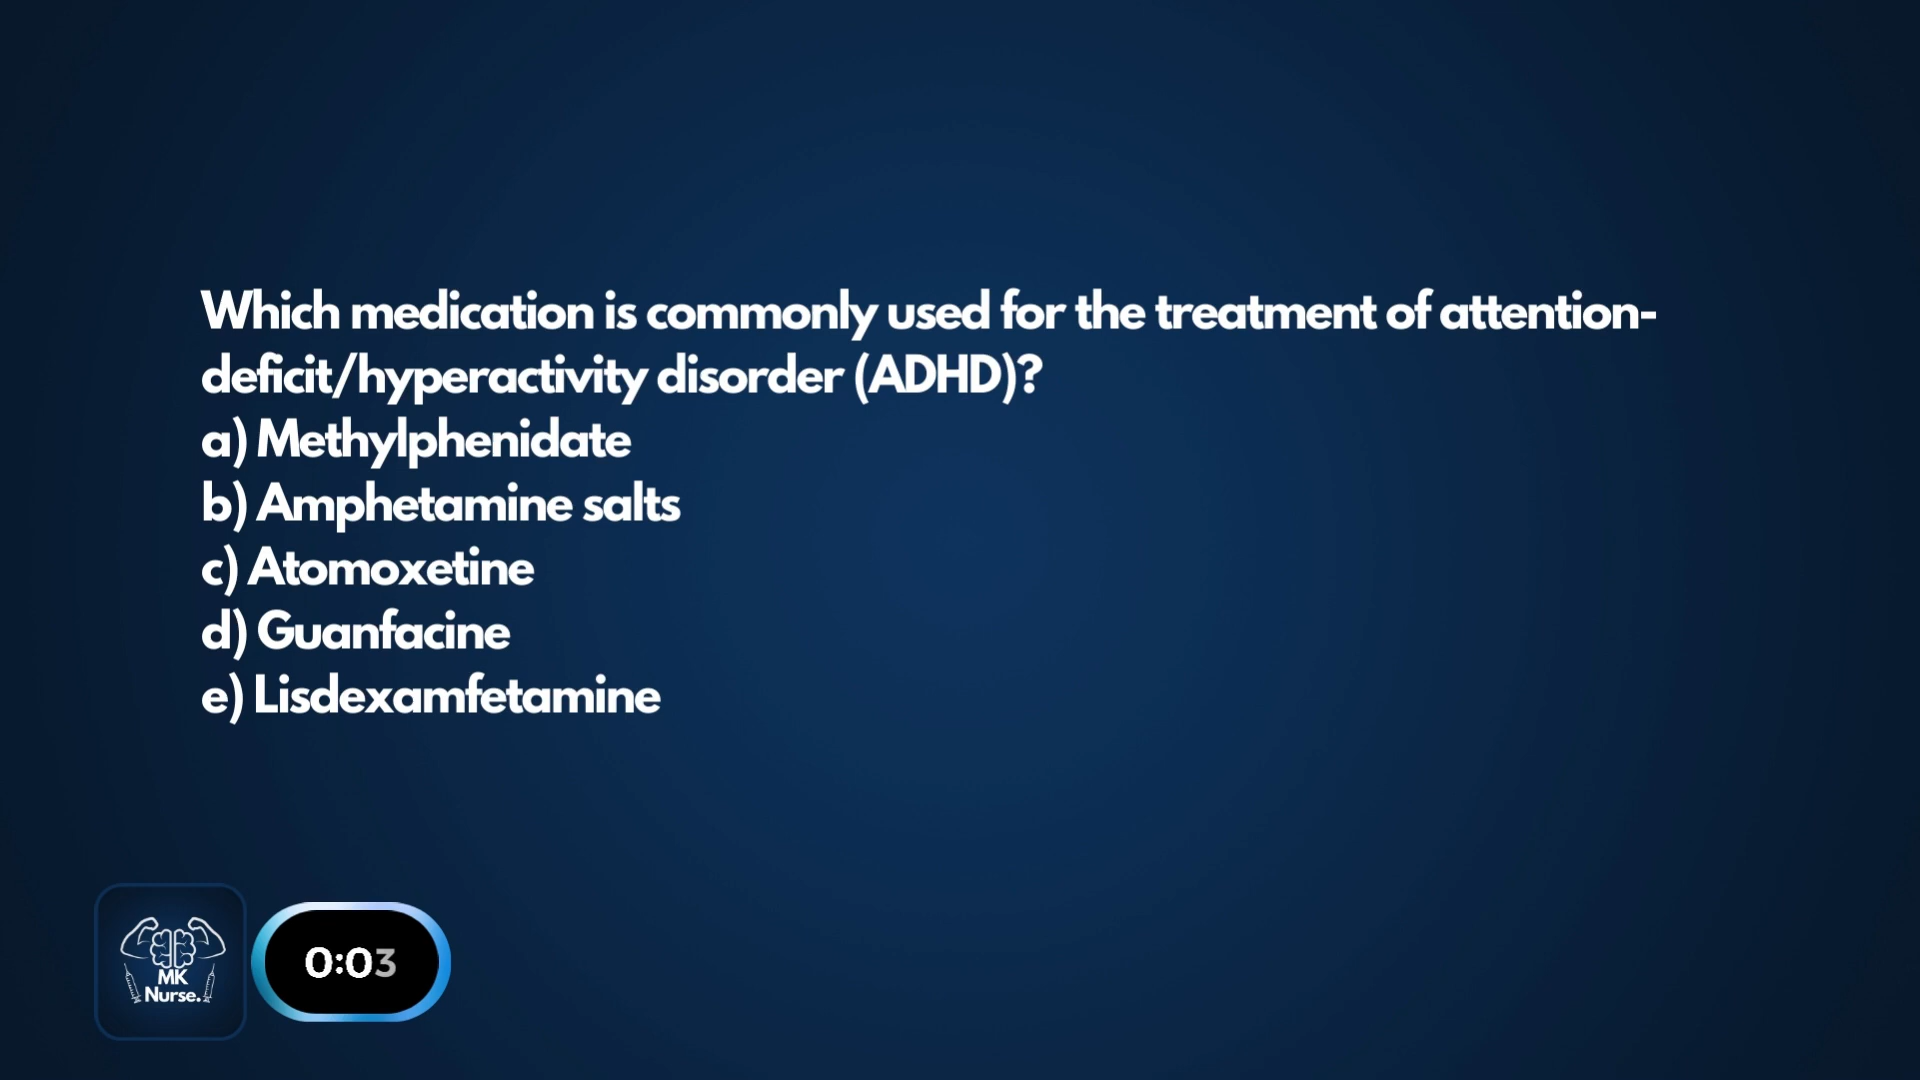 Which medication is commonly used for the treatment of attention-
deficit/hyperactivity disorder (ADHD)?
a) Methylphenidate
b) Amphetamine salts
c) Atomoxetine
d) Guanfacine
e) Lisdexamfetamine
MK
Nurse.
0:03